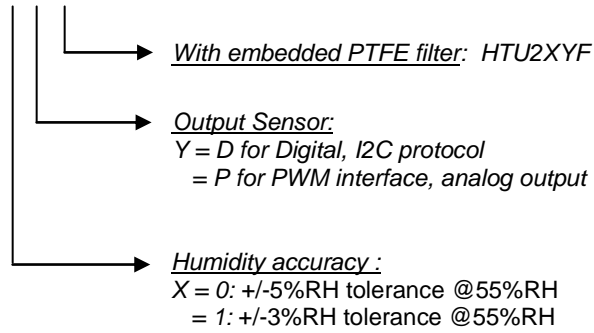 With embedded PTFE filter: HTU2XYF
Output Sensor:
Y = D for Digital, I2C protocol
= P for PWM interface, analog output
Humidity accuracy :
X = 0: +/-5%RH tolerance @55%RH
= 1: +/-3%RH tolerance @55%RH